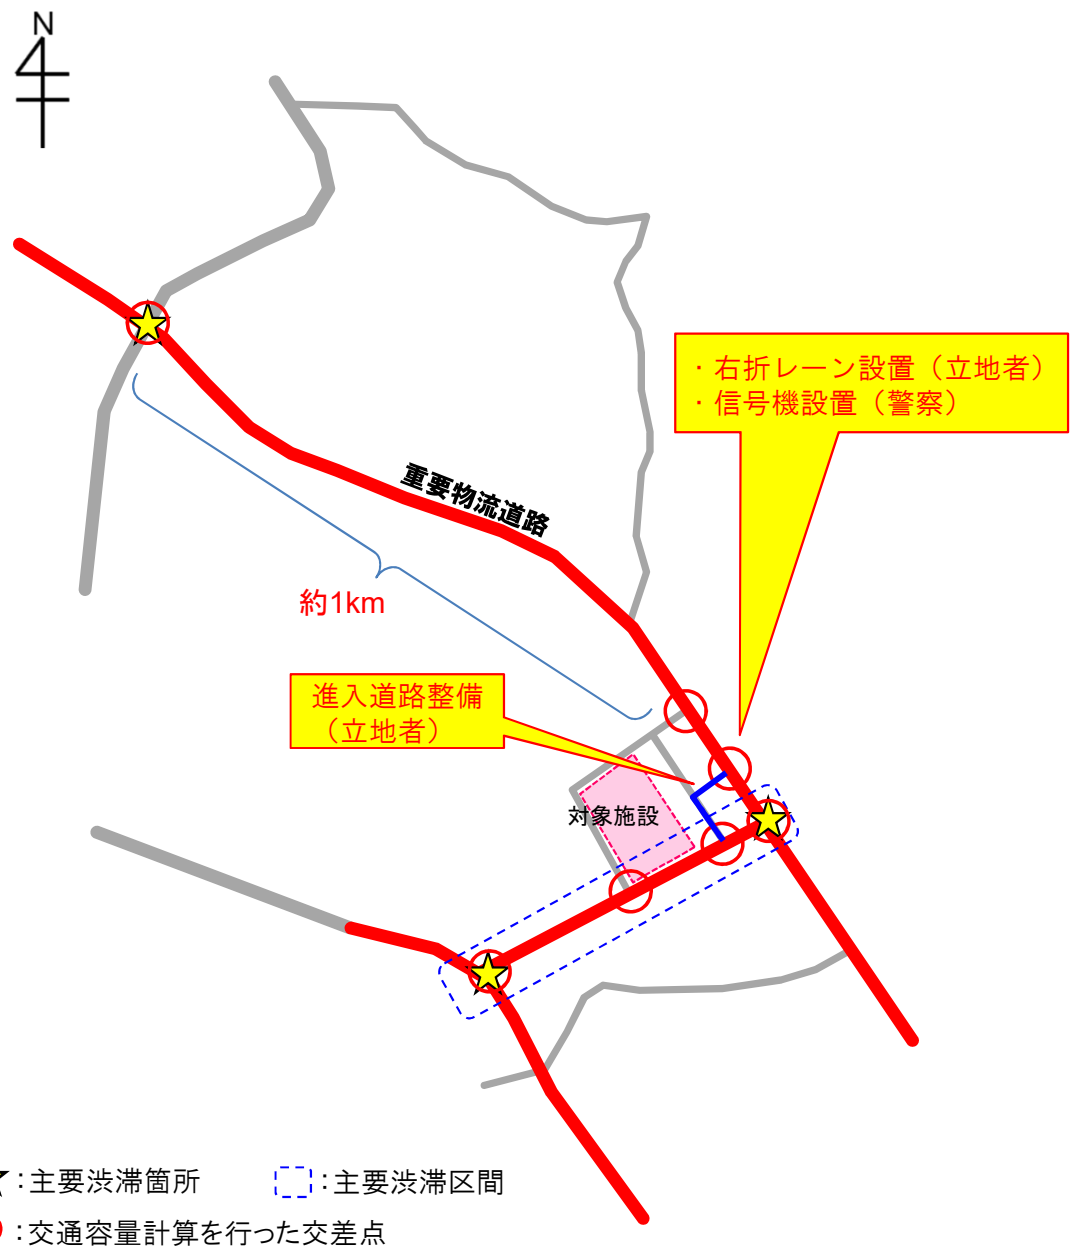 N
・右折レーン設置（立地者）
・信号機設置（警察）
重要物流道路
約1km
進入道路整備
（立地者）
対象施設
：主要渋滞箇所
：主要渋滞区間
：交通容量計算を行った交差点